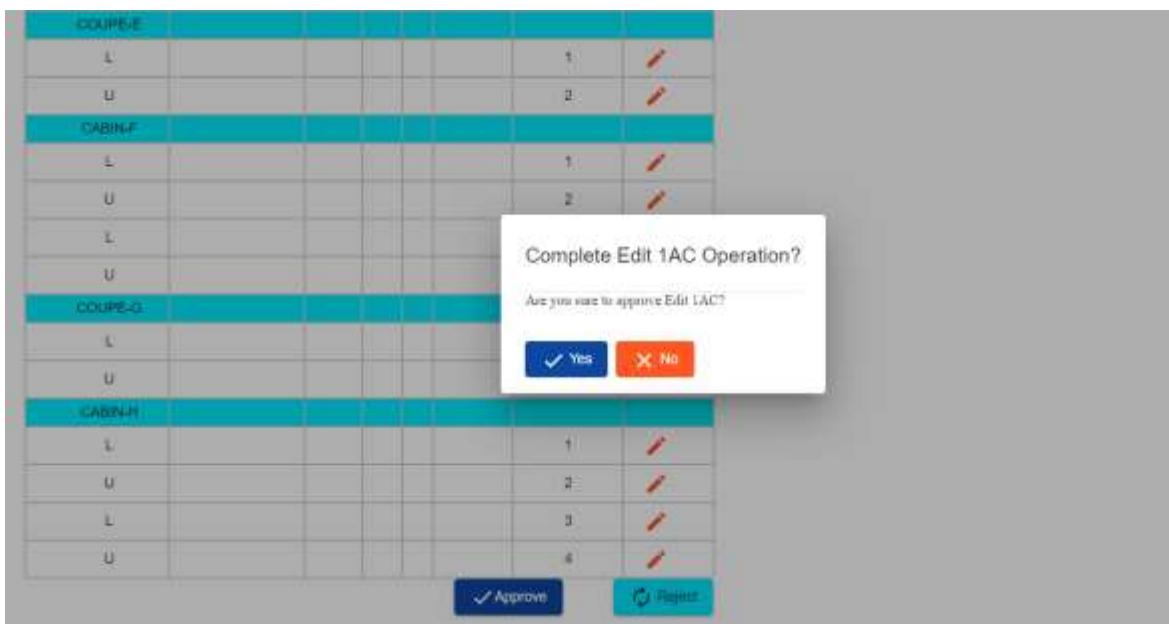 COUPE-E
L 1
U 2
CABIN-F
L 1
U 2
L
U
COUPE-G
L
U
CABIN-H
L 1
U 2
L 3
U 4
Complete Edit 1AC Operation?
Are you sure to approve Edit 1AC?
Yes No
Approve Reject